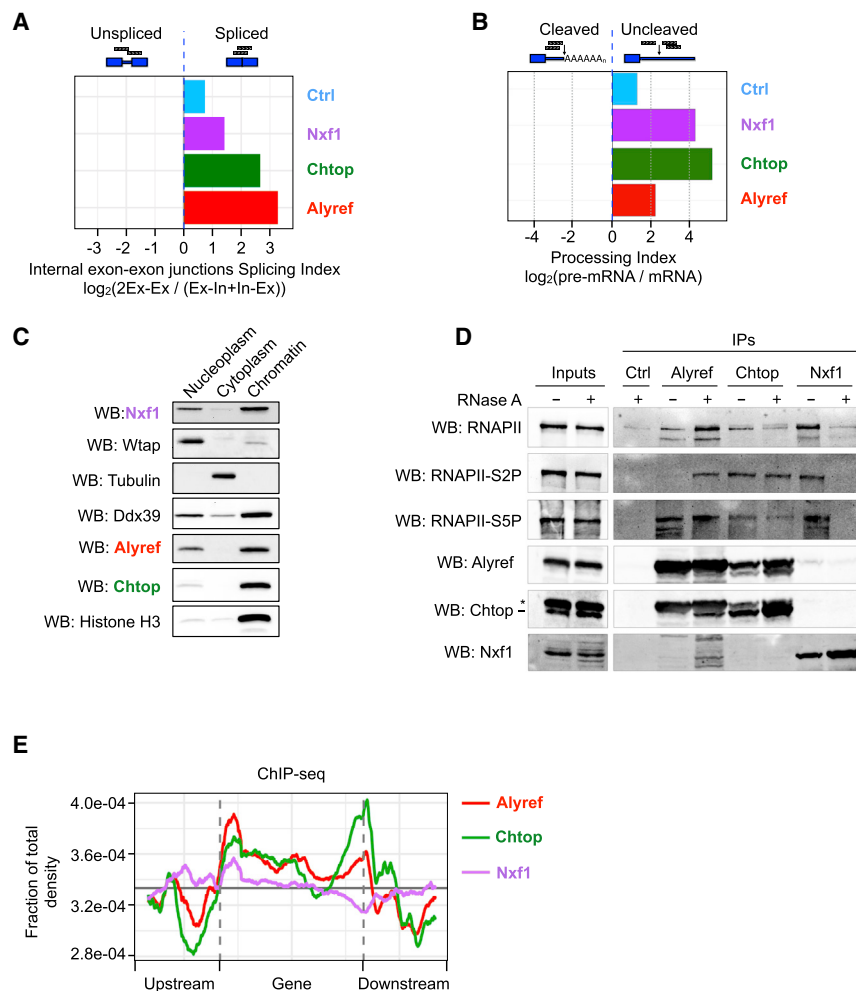 A
Unspliced
Spliced
Ctrl
Nxf1
Chtop
Alyref
-3 -2 -1 0 1 2 3
Internal exon-exon junctions Splicing Index
log2(2Ex-Ex / (Ex-In+In-Ex))
B
Cleaved
Uncleaved
AAAAAAn
Ctrl
Nxf1
Chtop
Alyref
-4 -2 0 2 4
Processing Index
log2(pre-mRNA / mRNA)
C
Nucleoplasm
Cytoplasm
Chromatin
WB:Nxf1
WB: Wtap
WB: Tubulin
WB: Ddx39
WB: Alyref
WB: Chtop
WB: Histone H3
D
IPs
Inputs Ctrl Alyref Chtop Nxf1
RNase A – + + – + – + – +
WB: RNAPII
WB: RNAPII-S2P
WB: RNAPII-S5P
WB: Alyref
*
WB: Chtop –
WB: Nxf1
E
ChIP-seq
Fraction of total
density
4.0e-04
3.6e-04
3.2e-04
2.8e-04
Upstream Gene Downstream
Alyref
Chtop
Nxf1